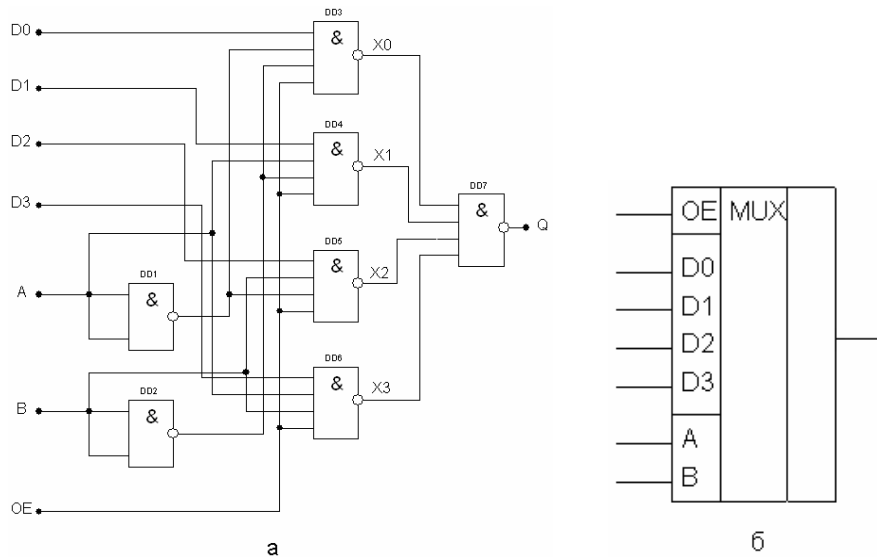 D0
DD3
&
X0
D1
DD4
&
X1
D2
D3
DD7
&
Q
DD5
&
X2
A
DD1
&
DD6
&
X3
B
DD2
&
OE
а
OE MUX
D0
D1
D2
D3
A
B
б